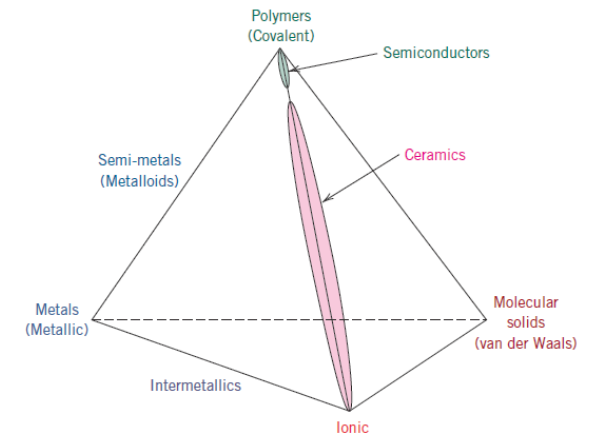 Polymers
(Covalent)
Semiconductors
Semi-metals
(Metalloids)
Ceramics
Metals
(Metallic)
Molecular
solids
(van der Waals)
Intermetallics
Ionic